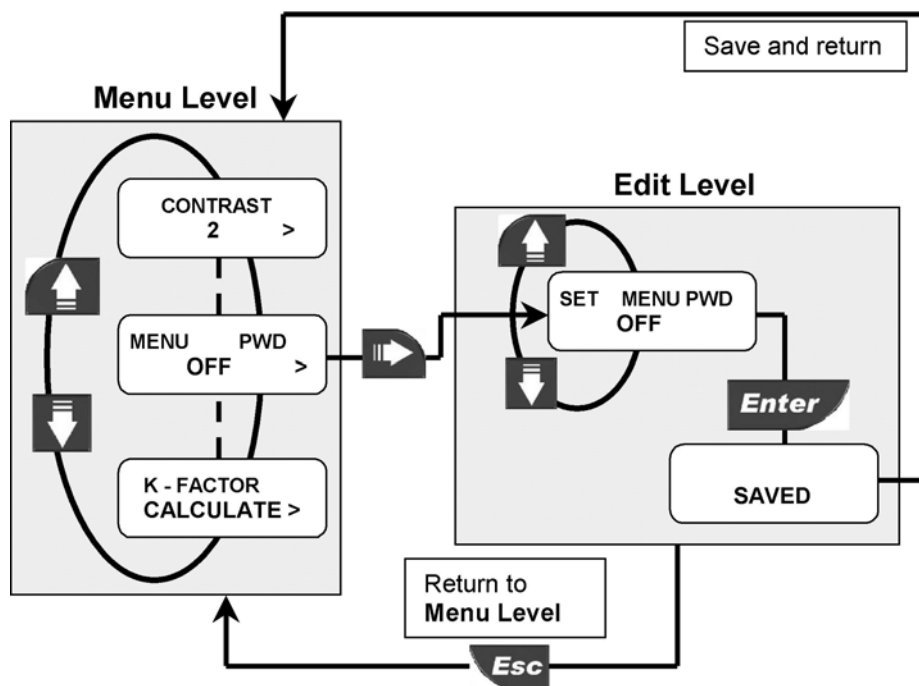 Save and return
Menu Level
CONTRAST
2 >
MENU PWD
OFF >
K - FACTOR
CALCULATE >
Edit Level
SET MENU PWD
OFF
Enter
SAVED
Return to
Menu Level
Esc